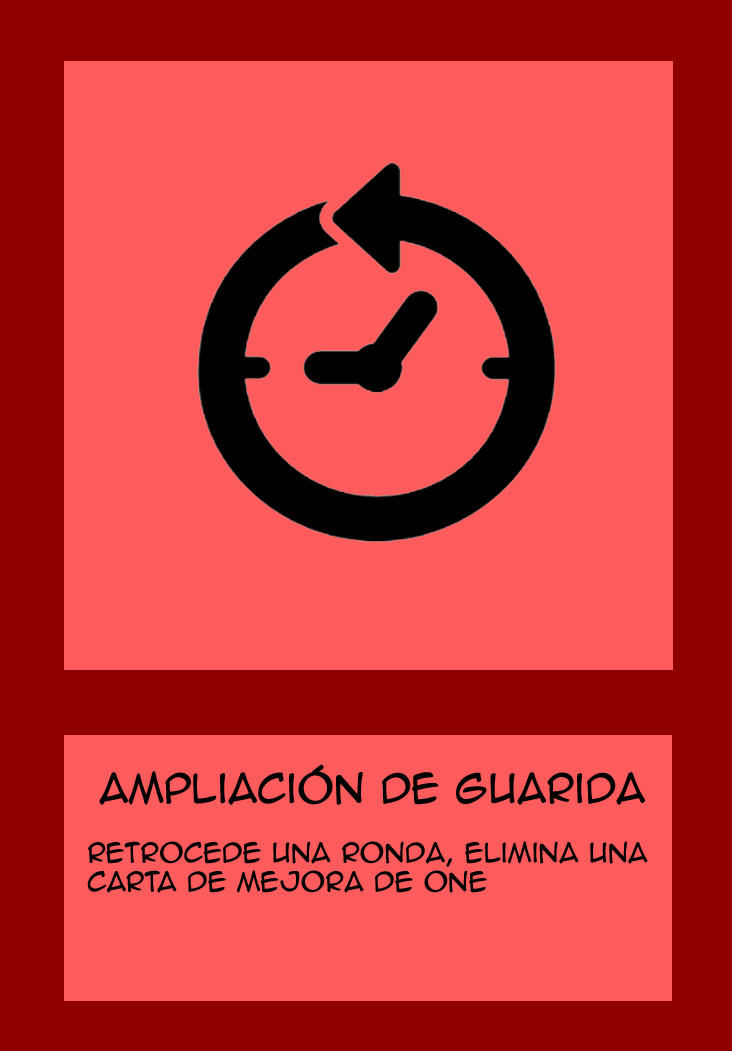 AMPLIACIÓN DE GUARIDA
RETROCEDE UNA RONDA, ELIMINA UNA
CARTA DE MEJORA DE ONE